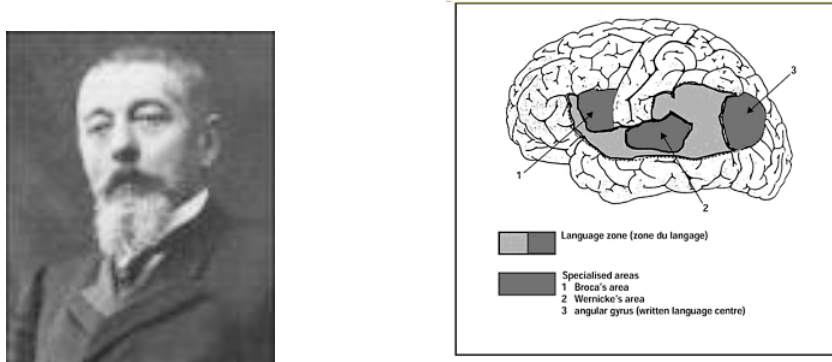 3
1
2
Language zone (zone du langage)
Specialised areas
1 Broca's area
2 Wernicke's area
3 angular gyrus (written language centre)